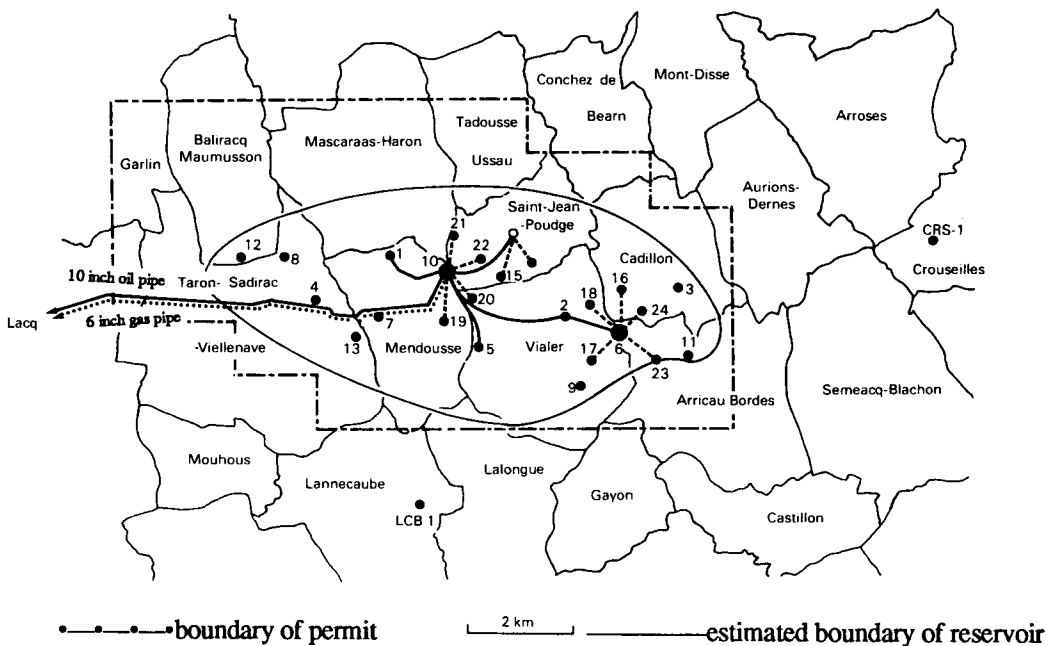 Conchez de
Bearn
Mont-Disse
Arroses
Tadousse
Ussau
Baliracq
Maumusson
Mascaraas-Haron
Garlin
Aurions-
Dernes
Saint-Jean
-Poudge
CRS-1
Crouseilles
21
22
10
1
15
12
8
Cadillon
16
3
18
24
10 inch oil pipe
Taron- Sadirac
4
20
2
Lacq
6 inch gas pipe
7
19
-Viellenave
13
Mendousse
5
Vialer
17
6
11
23
9
Arricau Bordes
Semeacq-Blachon
Mouhous
Lannecaube
Lalongue
Gayon
LCB 1
Castillon
boundary of permit
2 km
estimated boundary of reservoir